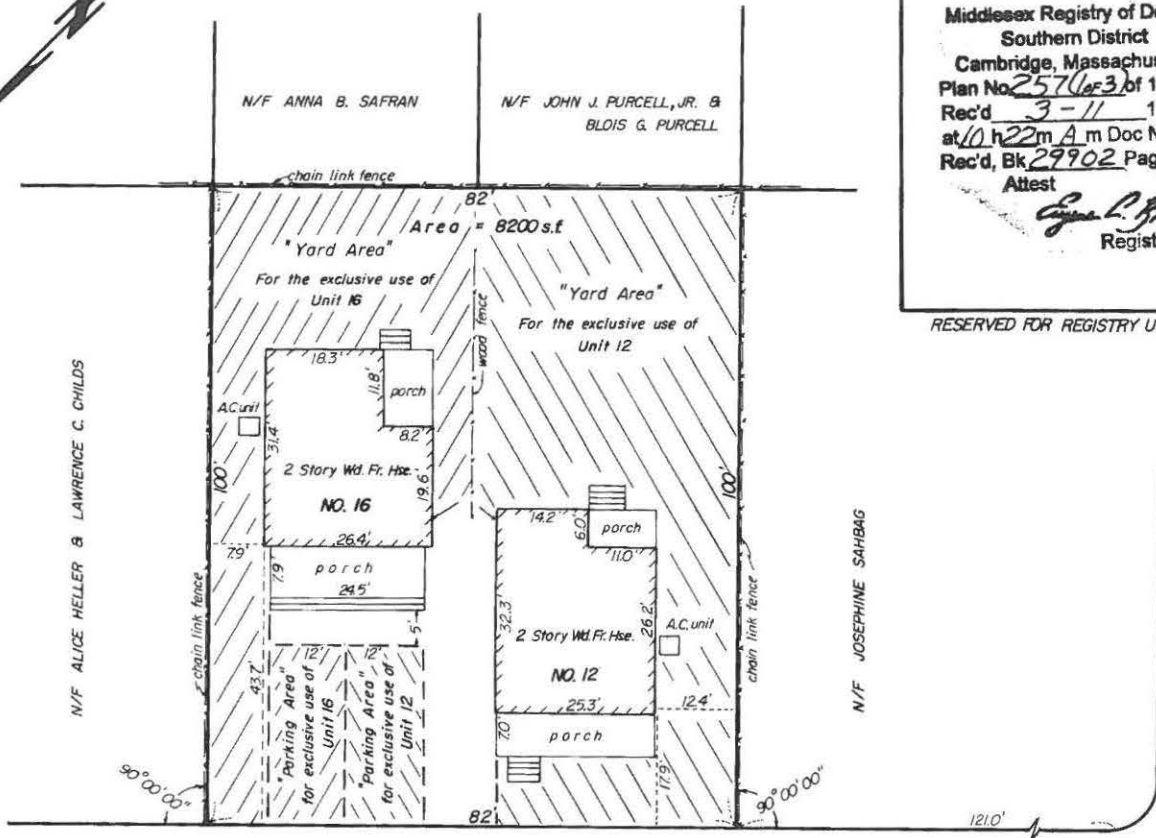 Middlesex Registry of De
Southern District
Cambridge, Massachu
Plan No. 257 (1 of 3) of 1
Rec'd 3-11 1
at 10 h 22 m A m Doc N
Rec'd, Bk 29902 Pag
Attest
Regist
RESERVED FOR REGISTRY U
N/F ANNA B. SAFRAN
N/F JOHN J. PURCELL, JR. &
BLOIS G. PURCELL
chain link fence
82'
Area = 8200 s.f.
"Yard Area"
For the exclusive use of
Unit 16
"Yard Area"
For the exclusive use of
Unit 12
wood fence
18.3'
11.8'
porch
8.2'
A.C. unit
31.4'
2 Story Wd. Fr. Hse.
NO. 16
19.6'
26.4'
7.9'
7.9'
porch
24.5'
5'
100'
100'
14.2'
6.0'
porch
11.0'
32.3'
26.2'
2 Story Wd. Fr. Hse.
NO. 12
25.3'
A.C. unit
12.4'
7.0'
porch
17.9'
43.7'
12'
12'
"Parking Area"
for exclusive use of
Unit 16
"Parking Area"
for exclusive use of
Unit 12
N/F ALICE HELLER & LAWRENCE C. CHILDS
chain link fence
chain link fence
N/F JOSEPHINE SAHBAG
90°00'00"
82'
90°00'00"
121.0'